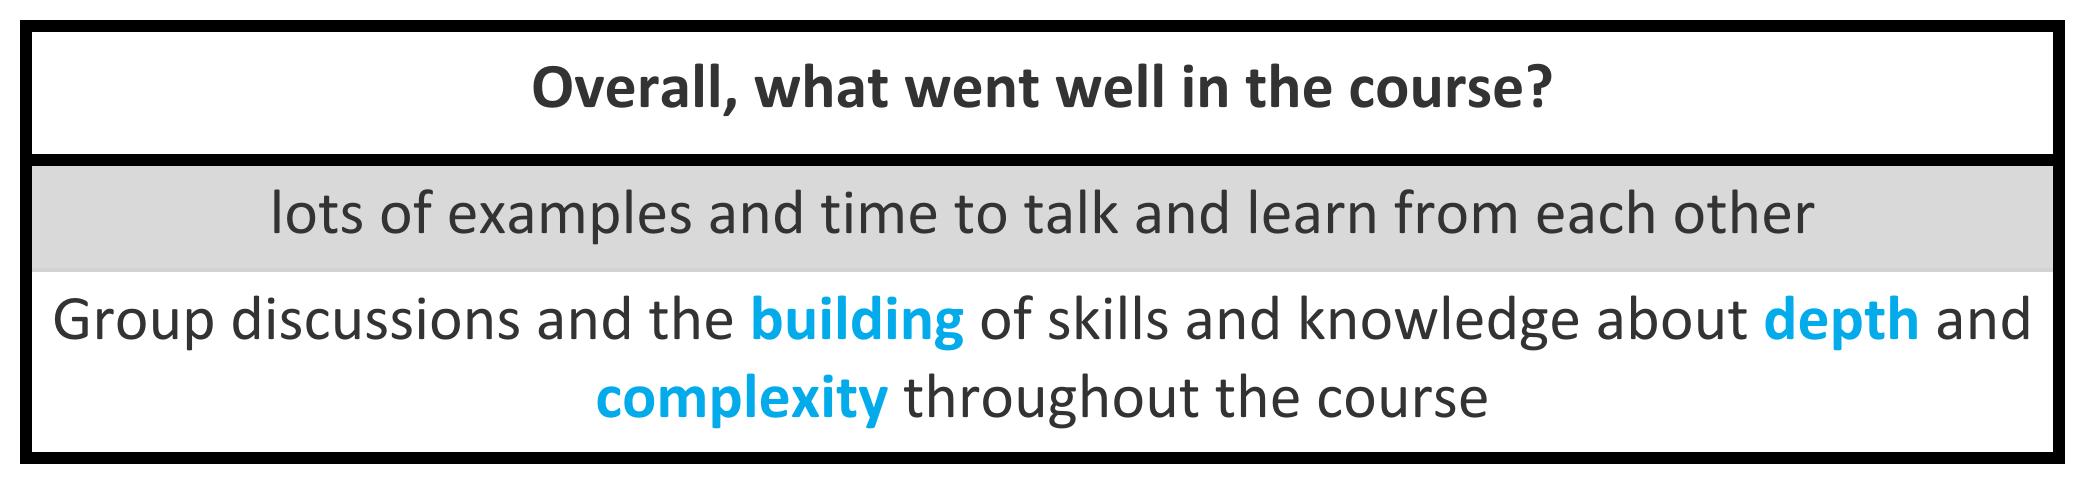 Overall, what went well in the course?
lots of examples and time to talk and learn from each other
Group discussions and the building of skills and knowledge about depth and
complexity throughout the course